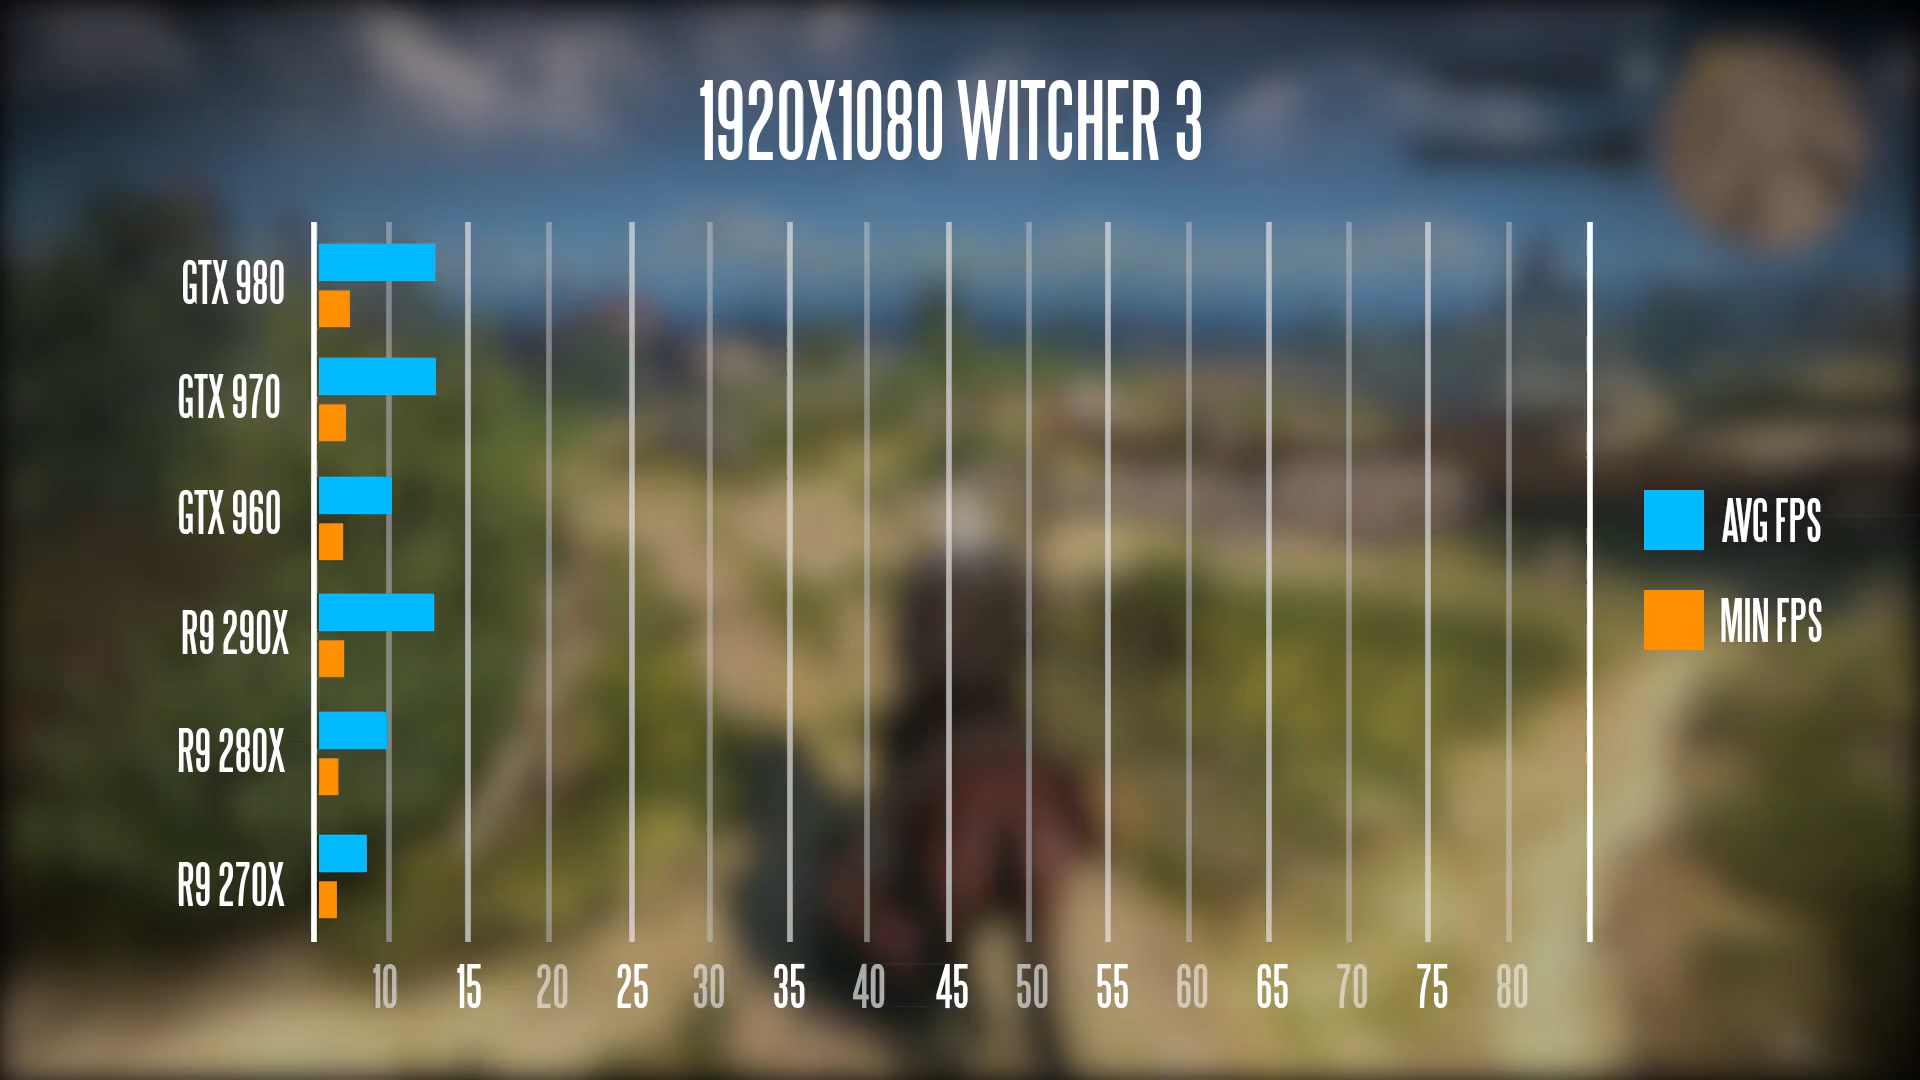 1920X1080 WITCHER 3
GTX 980
GTX 970
GTX 960
R9 290X
R9 280X
R9 270X
10 15 20 25 30 35 40 45 50 55 60 65 70 75 80
AVG FPS
MIN FPS